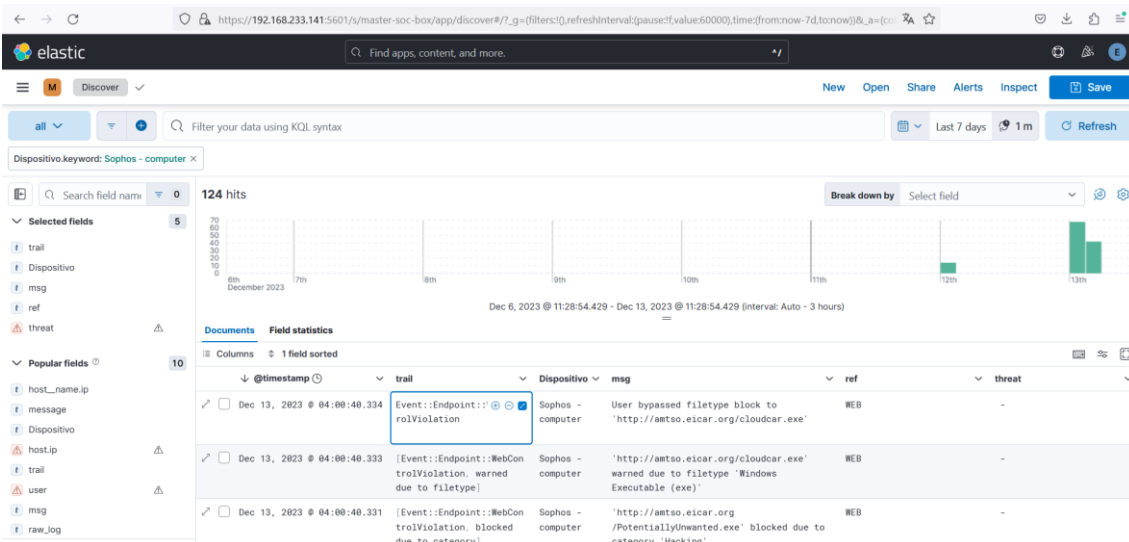 https://192.168.233.141:5601/s/master-soc-box/app/discover#/?_g=(filters:!(),refreshInterval:(pause:!f,value:60000),time:(from:now-7d,to:now))&_a=(co
elastic
Find apps, content, and more.
^/
E
M
Discover
New Open Share Alerts Inspect Save
all
Filter your data using KQL syntax
Last 7 days
1 m
Refresh
Dispositivo.keyword: Sophos - computer ×
Search field name
0
124 hits
Break down by
Select field
Selected fields 5
t trail
t Dispositivo
t msg
t ref
threat
Popular fields 10
t host__name.ip
t message
t Dispositivo
host.ip
t trail
user
t msg
t raw_log
70
60
50
40
30
20
10
0
6th 7th 8th 9th 10th 11th 12th 13th
December 2023
Dec 6, 2023 @ 11:28:54.429 - Dec 13, 2023 @ 11:28:54.429 (interval: Auto - 3 hours)
Documents Field statistics
Columns 1 field sorted
@timestamp trail Dispositivo msg ref threat
Dec 13, 2023 @ 04:00:40.334
Event::Endpoint::
rolViolation
Sophos -
computer
User bypassed filetype block to
'http://amtso.eicar.org/cloudcar.exe'
WEB
-
Dec 13, 2023 @ 04:00:40.333
[Event::Endpoint::WebCon
trolViolation, warned
due to filetype]
Sophos -
computer
'http://amtso.eicar.org/cloudcar.exe'
warned due to filetype 'Windows
Executable (exe)'
WEB
-
Dec 13, 2023 @ 04:00:40.331
[Event::Endpoint::WebCon
trolViolation, blocked
due to category]
Sophos -
computer
'http://amtso.eicar.org
/PotentiallyUnwanted.exe' blocked due to
category 'Hacking'
WEB
-